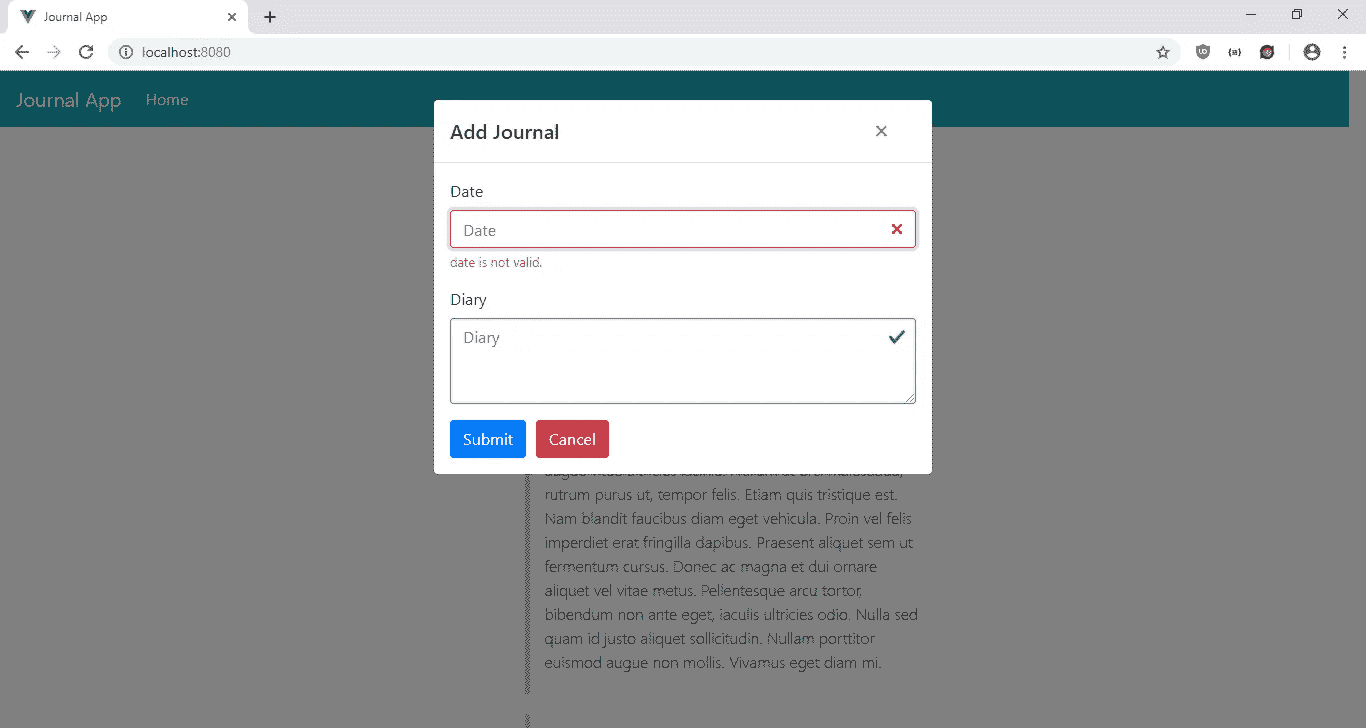 Journal App
localhost:8080
Journal App Home
Add Journal
Date
Date
date is not valid.
Diary
Diary
Submit Cancel
rutrum purus ut, tempor felis. Etiam quis tristique est.
Nam blandit faucibus diam eget vehicula. Proin vel felis
imperdiet erat fringilla dapibus. Praesent aliquet sem ut
fermentum cursus. Donec ac magna et dui ornare
aliquet vel vitae metus. Pellentesque arcu tortor,
bibendum non ante eget, iaculis ultricies odio. Nulla sed
quam id justo aliquet sollicitudin. Nullam porttitor
euismod augue non mollis. Vivamus eget diam mi.